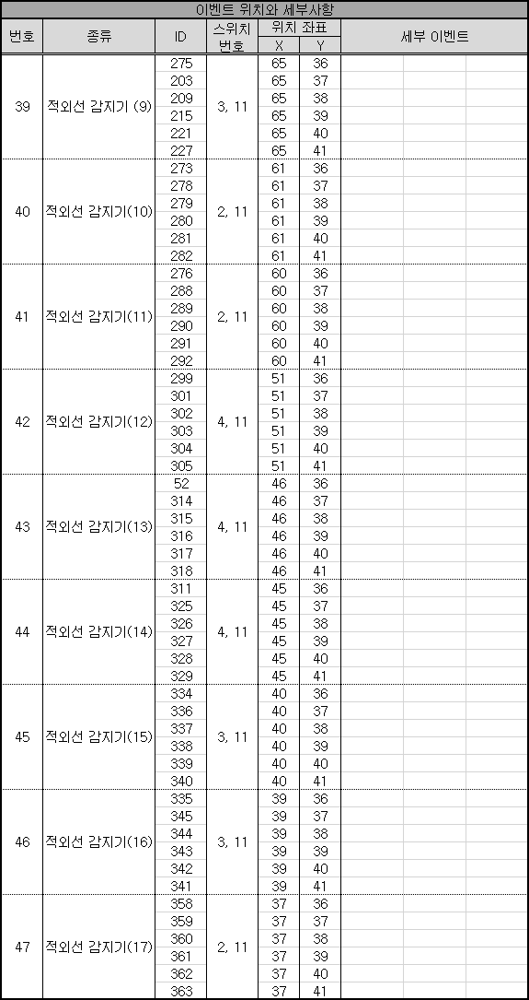 이벤트 위치와 세부사항
번호 종류 ID 스위치 번호 위치 좌표 세부 이벤트
X Y
275 65 36
203 65 37
209 65 38
39 적외선 감지기 (9) 3, 11
215 65 39
221 65 40
227 65 41
273 61 36
278 61 37
279 61 38
40 적외선 감지기(10) 2, 11
280 61 39
281 61 40
282 61 41
276 60 36
288 60 37
289 60 38
41 적외선 감지기(11) 2, 11
290 60 39
291 60 40
292 60 41
299 51 36
301 51 37
302 51 38
42 적외선 감지기(12) 4, 11
303 51 39
304 51 40
305 51 41
52 46 36
314 46 37
315 46 38
43 적외선 감지기(13) 4, 11
316 46 39
317 46 40
318 46 41
311 45 36
325 45 37
326 45 38
44 적외선 감지기(14) 4, 11
327 45 39
328 45 40
329 45 41
334 40 36
336 40 37
337 40 38
45 적외선 감지기(15) 3, 11
338 40 39
339 40 40
340 40 41
335 39 36
345 39 37
344 39 38
46 적외선 감지기(16) 3, 11
343 39 39
342 39 40
341 39 41
358 37 36
359 37 37
360 37 38
47 적외선 감지기(17) 2, 11
361 37 39
362 37 40
363 37 41